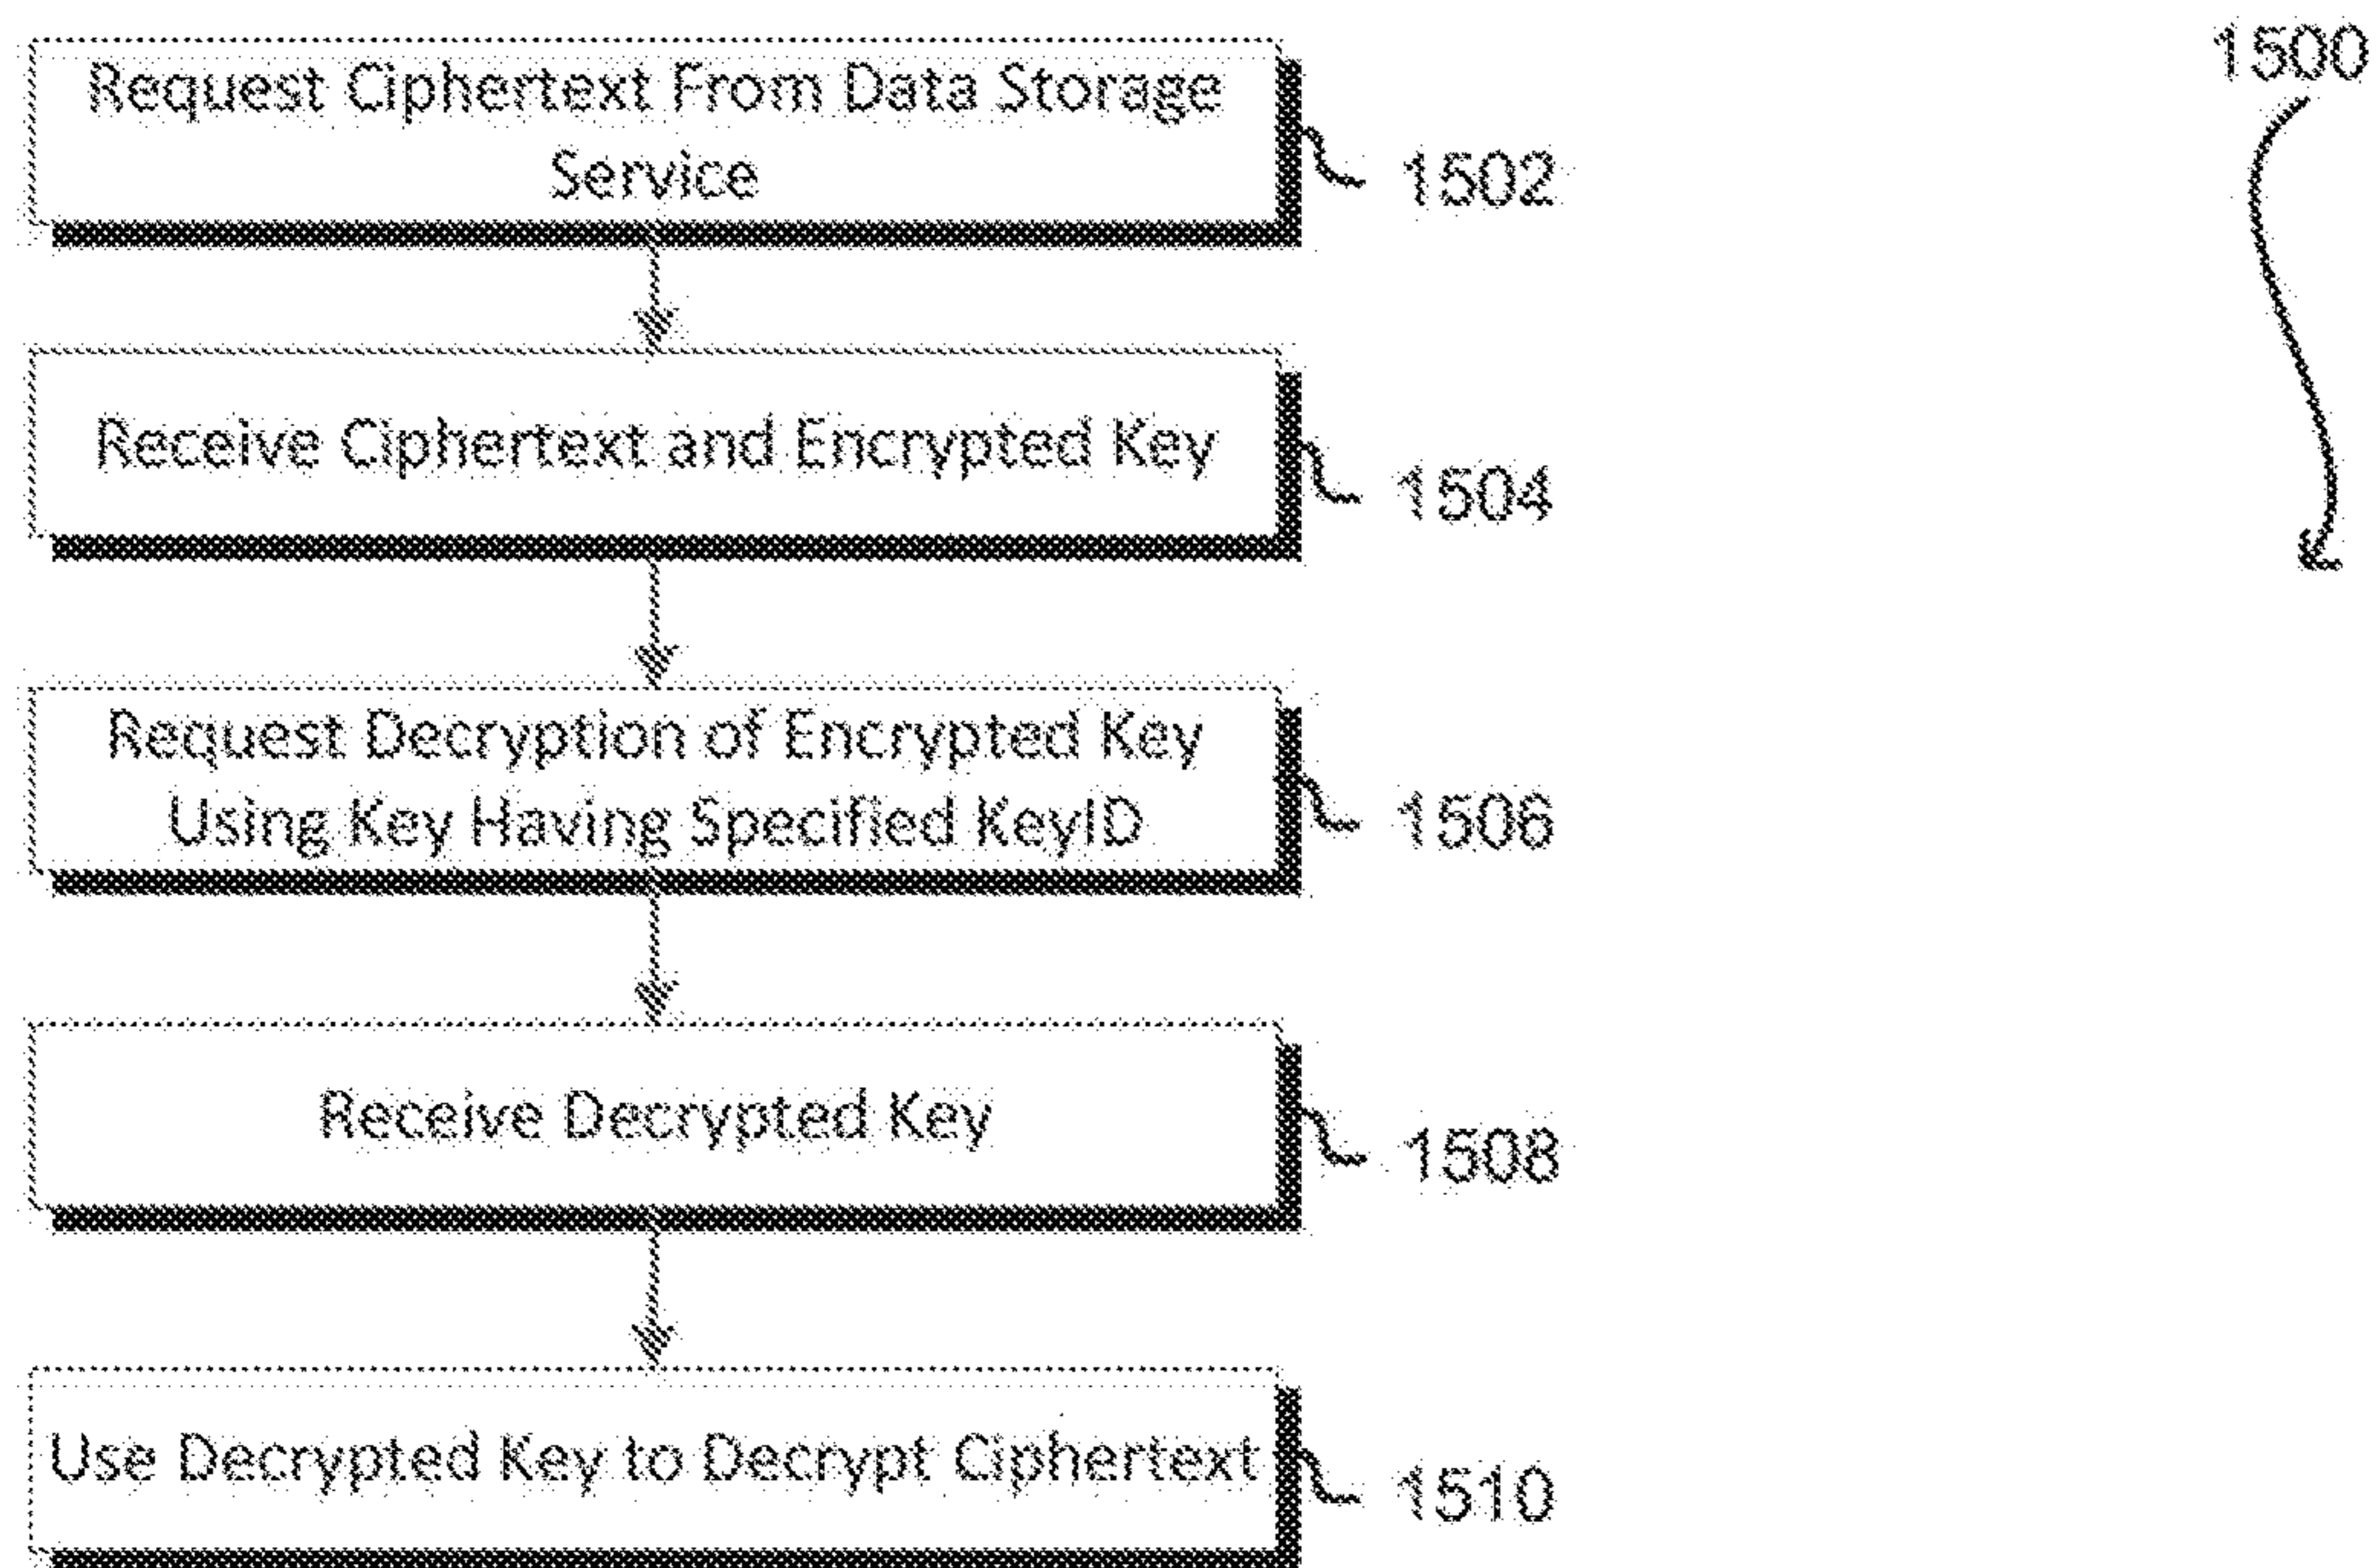 1500
Request Ciphertext From Data Storage
Service
1502
Receive Ciphertext and Encrypted Key
1504
Request Decryption of Encrypted Key
Using Key Having Specified KeyID
1506
Receive Decrypted Key
1508
Use Decrypted Key to Decrypt Ciphertext
1510